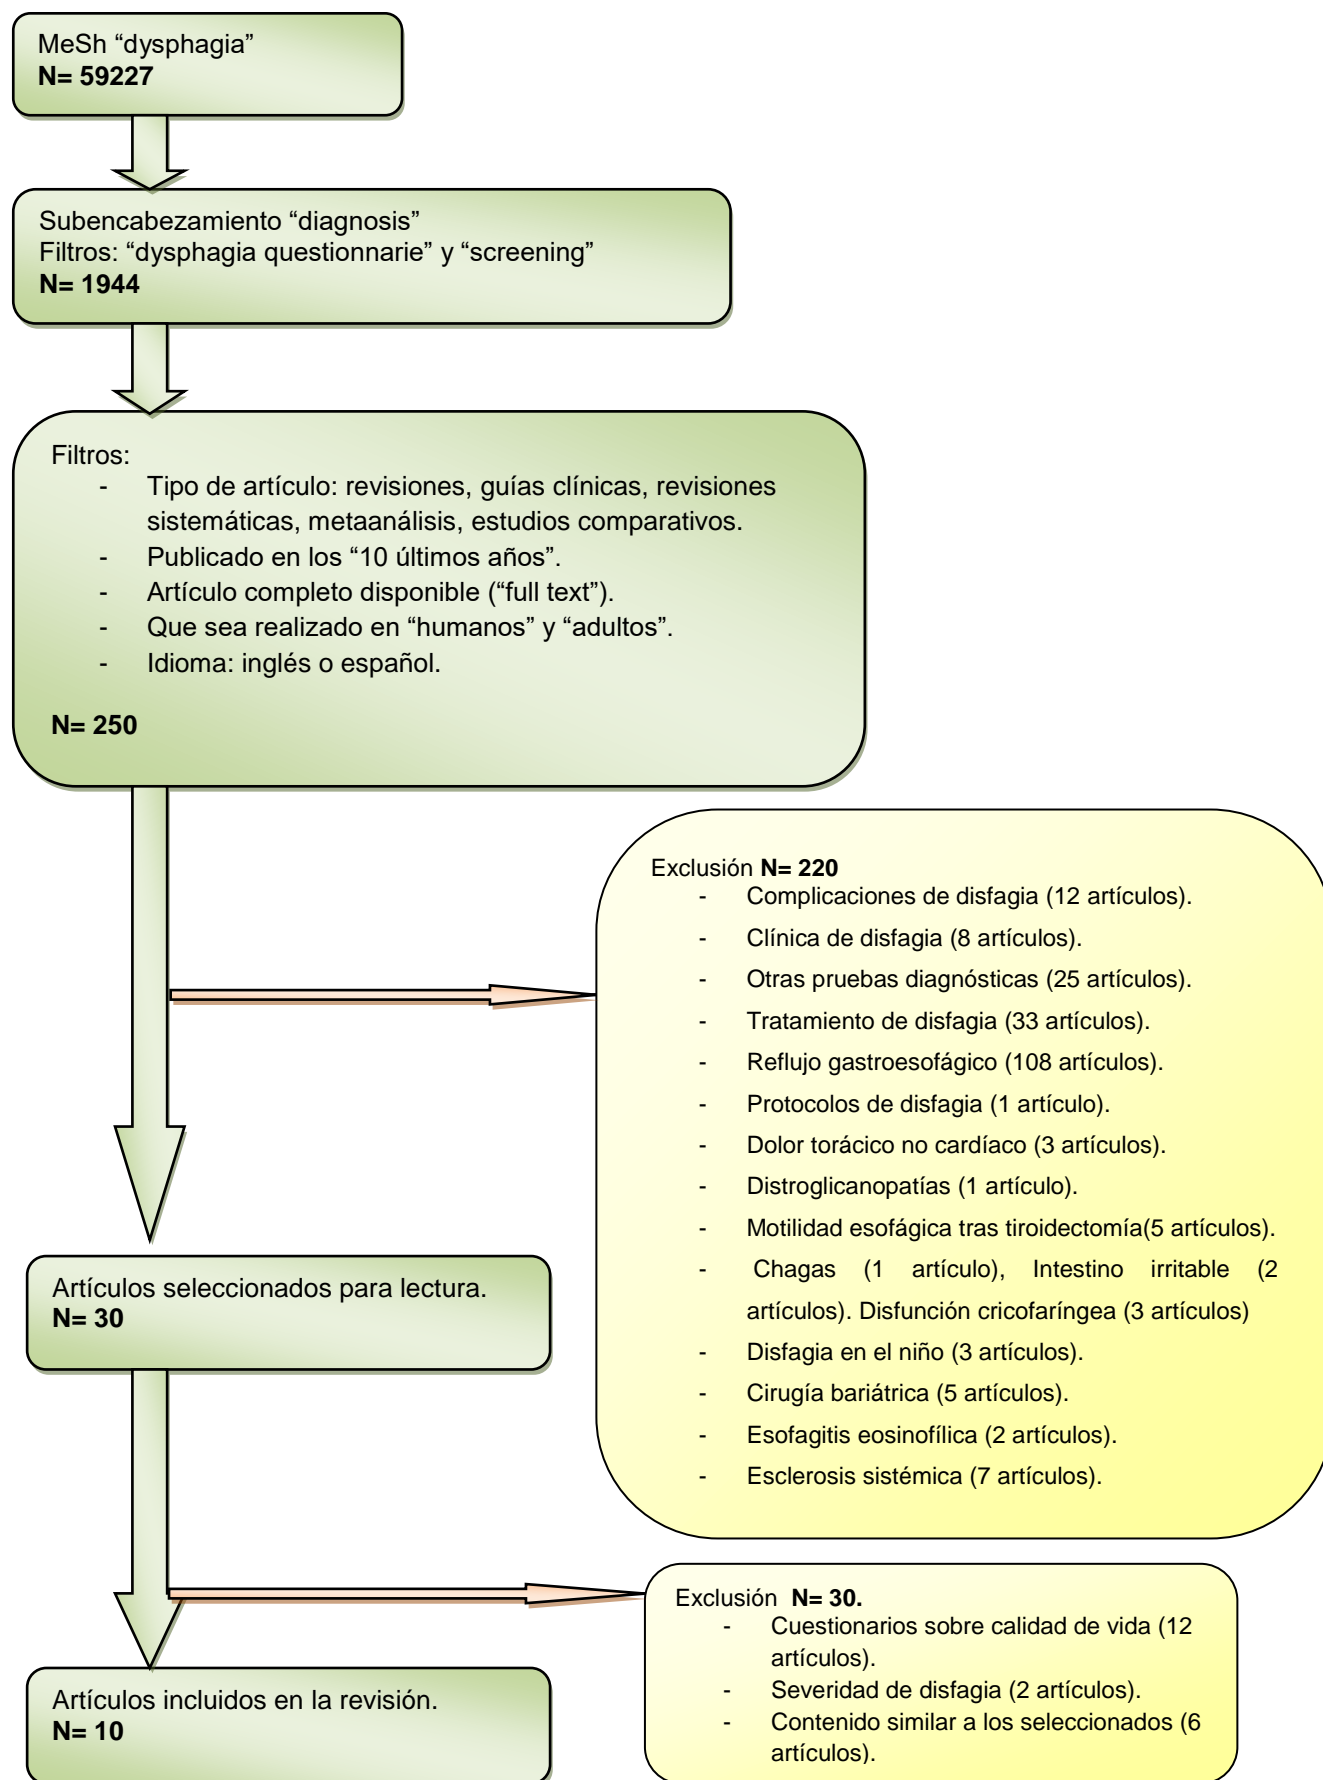 MeSh “dysphagia”
N= 59227
Subencabezamiento “diagnosis”
Filtros: “dysphagia questionnarie” y “screening”
N= 1944
Filtros:
- Tipo de artículo: revisiones, guías clínicas, revisiones
sistemáticas, metaanálisis, estudios comparativos.
- Publicado en los “10 últimos años”.
- Artículo completo disponible (“full text”).
- Que sea realizado en “humanos” y “adultos”.
- Idioma: inglés o español.
N= 250
Exclusión N= 220
- Complicaciones de disfagia (12 artículos).
- Clínica de disfagia (8 artículos).
- Otras pruebas diagnósticas (25 artículos).
- Tratamiento de disfagia (33 artículos).
- Reflujo gastroesofágico (108 artículos).
- Protocolos de disfagia (1 artículo).
- Dolor torácico no cardíaco (3 artículos).
- Distroglicanopatías (1 artículo).
- Motilidad esofágica tras tiroidectomía(5 artículos).
- Chagas (1 artículo), Intestino irritable (2
artículos). Disfunción cricofaríngea (3 artículos)
- Disfagia en el niño (3 artículos).
- Cirugía bariátrica (5 artículos).
- Esofagitis eosinofílica (2 artículos).
- Esclerosis sistémica (7 artículos).
Artículos seleccionados para lectura.
N= 30
Exclusión N= 30.
- Cuestionarios sobre calidad de vida (12
artículos).
- Severidad de disfagia (2 artículos).
- Contenido similar a los seleccionados (6
artículos).
Artículos incluidos en la revisión.
N= 10